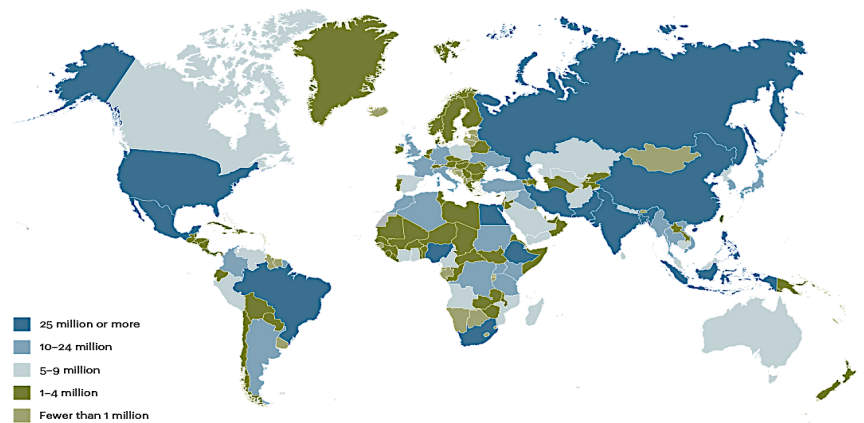 25 million or more
10–24 million
5–9 million
1–4 million
Fewer than 1 million